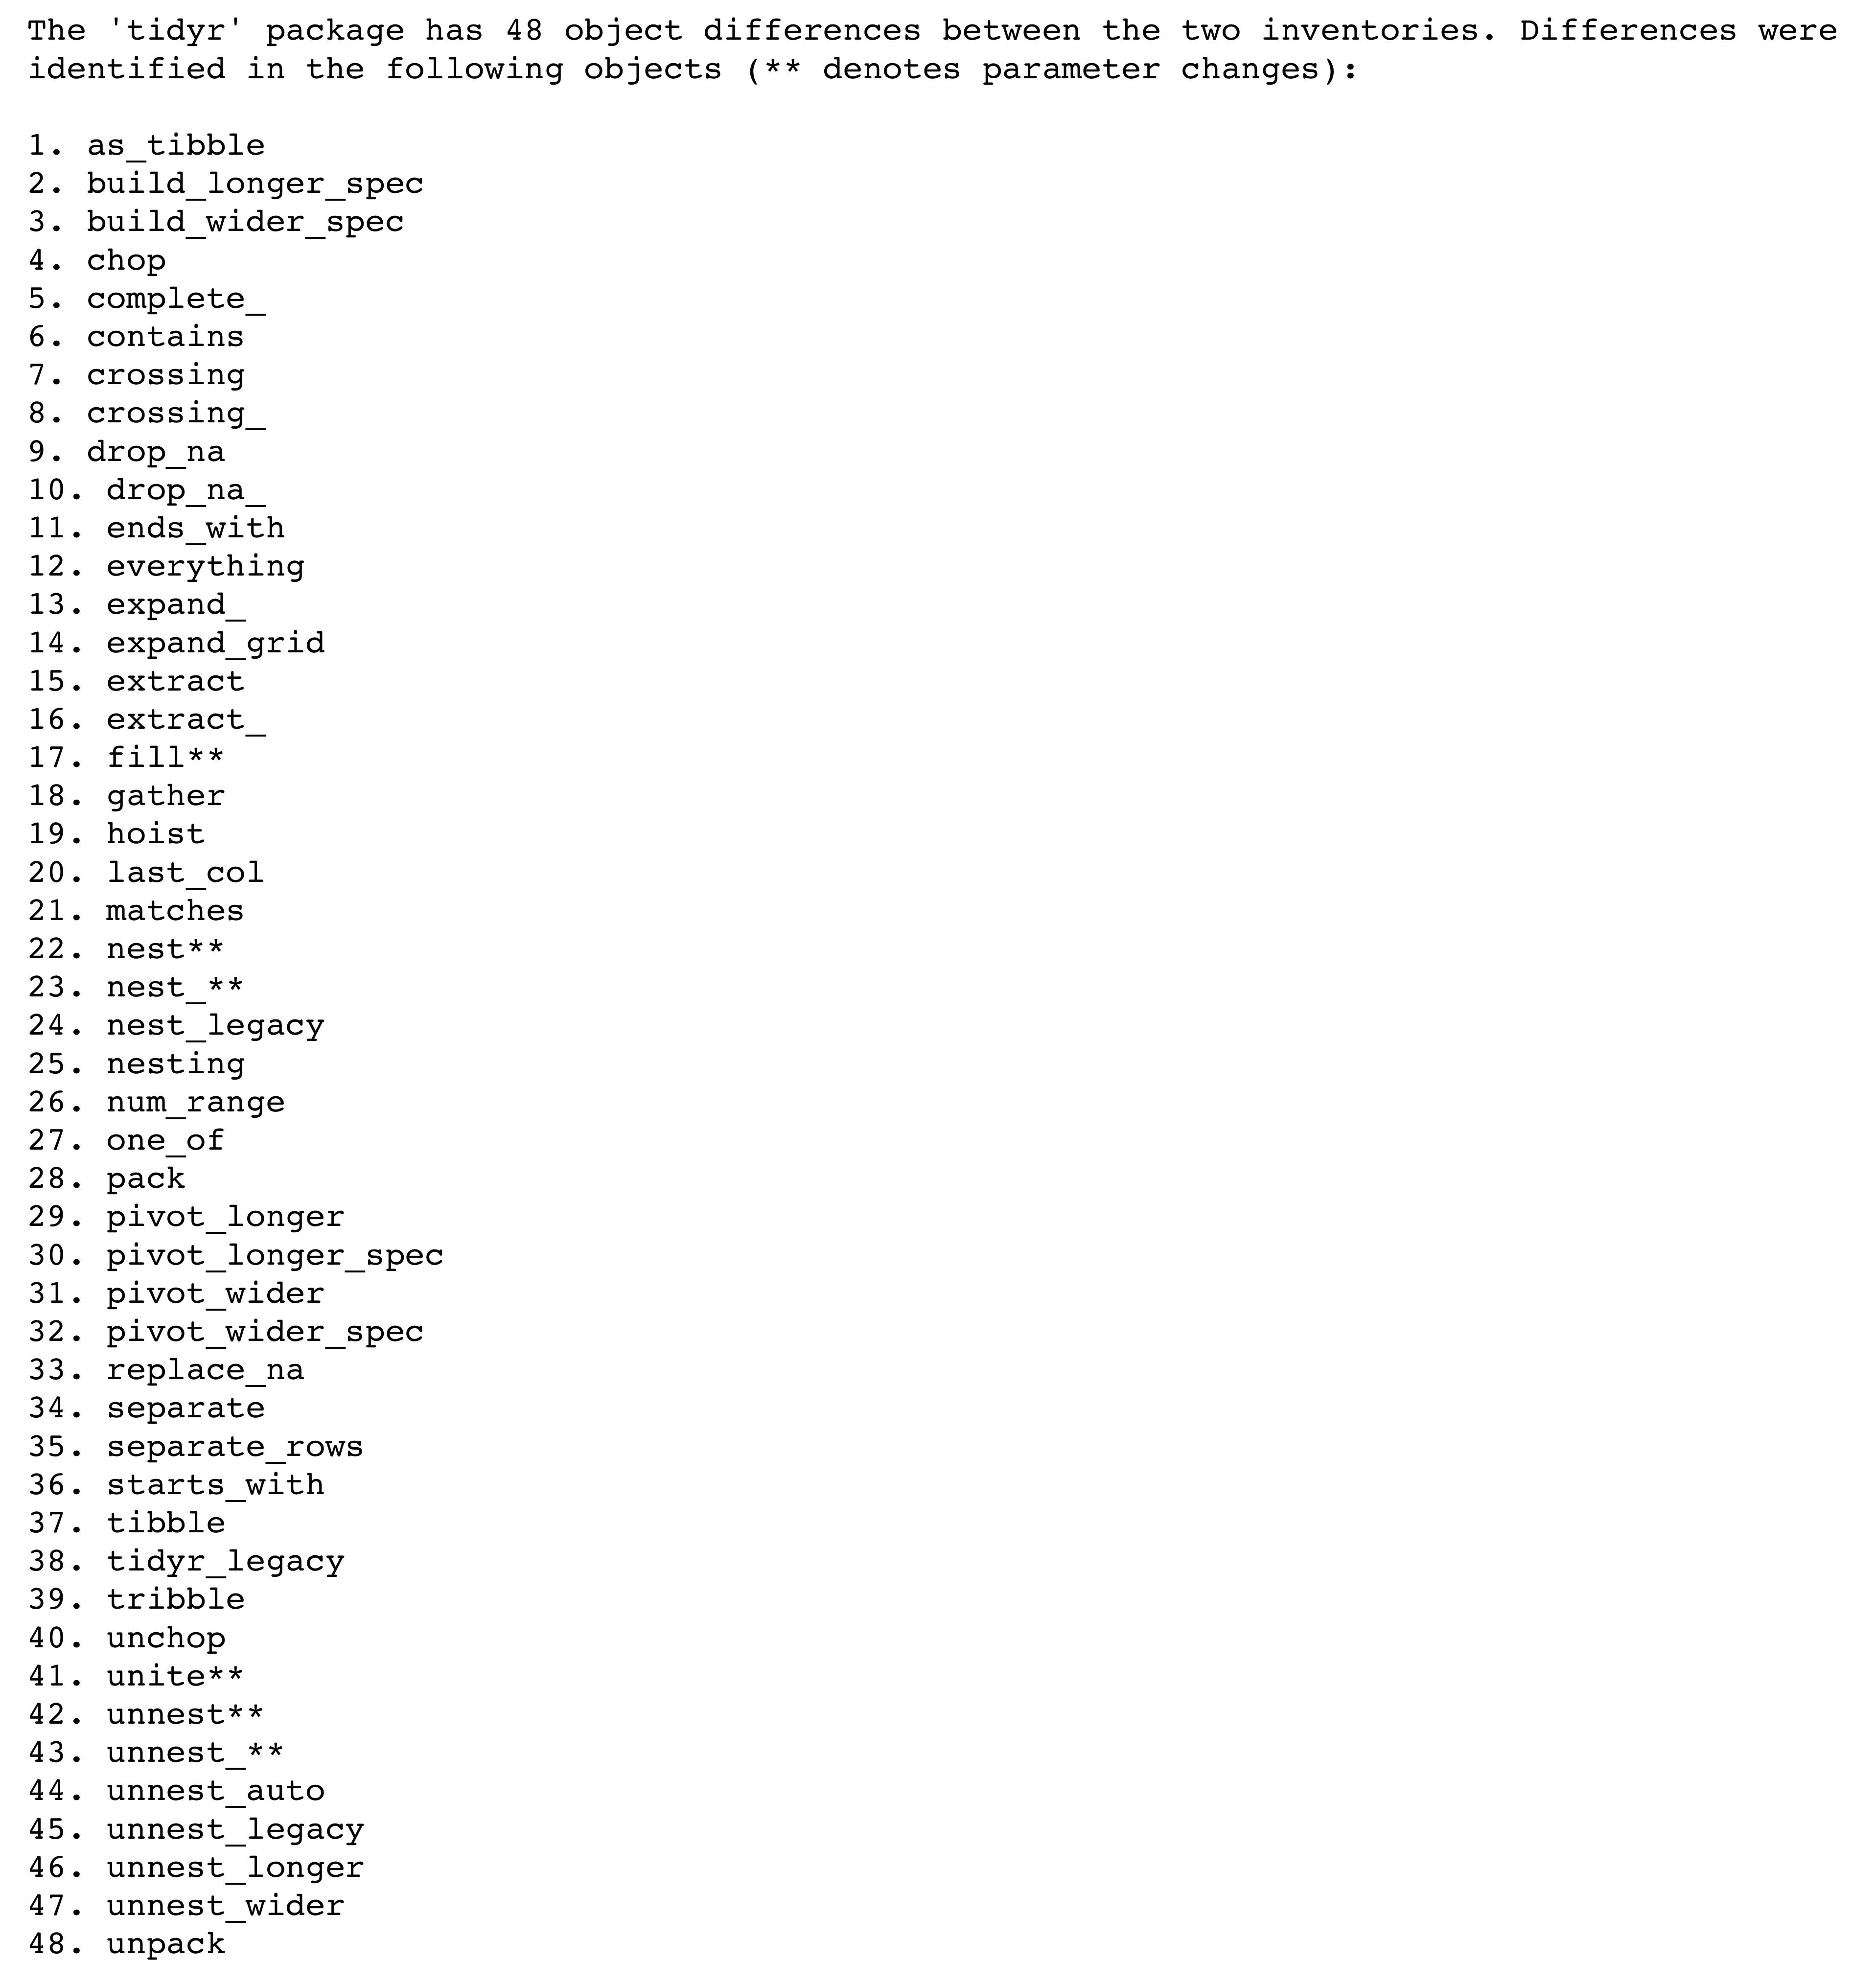 The 'tidyr' package has 48 object differences between the two inventories. Differences were
identified in the following objects (** denotes parameter changes):
1. as_tibble
2. build_longer_spec
3. build_wider_spec
4. chop
5. complete_
6. contains
7. crossing
8. crossing_
9. drop_na
10. drop_na_
11. ends_with
12. everything
13. expand_
14. expand_grid
15. extract
16. extract_
17. fill**
18. gather
19. hoist
20. last_col
21. matches
22. nest**
23. nest_**
24. nest_legacy
25. nesting
26. num_range
27. one_of
28. pack
29. pivot_longer
30. pivot_longer_spec
31. pivot_wider
32. pivot_wider_spec
33. replace_na
34. separate
35. separate_rows
36. starts_with
37. tibble
38. tidyr_legacy
39. tribble
40. unchop
41. unite**
42. unnest**
43. unnest_**
44. unnest_auto
45. unnest_legacy
46. unnest_longer
47. unnest_wider
48. unpack